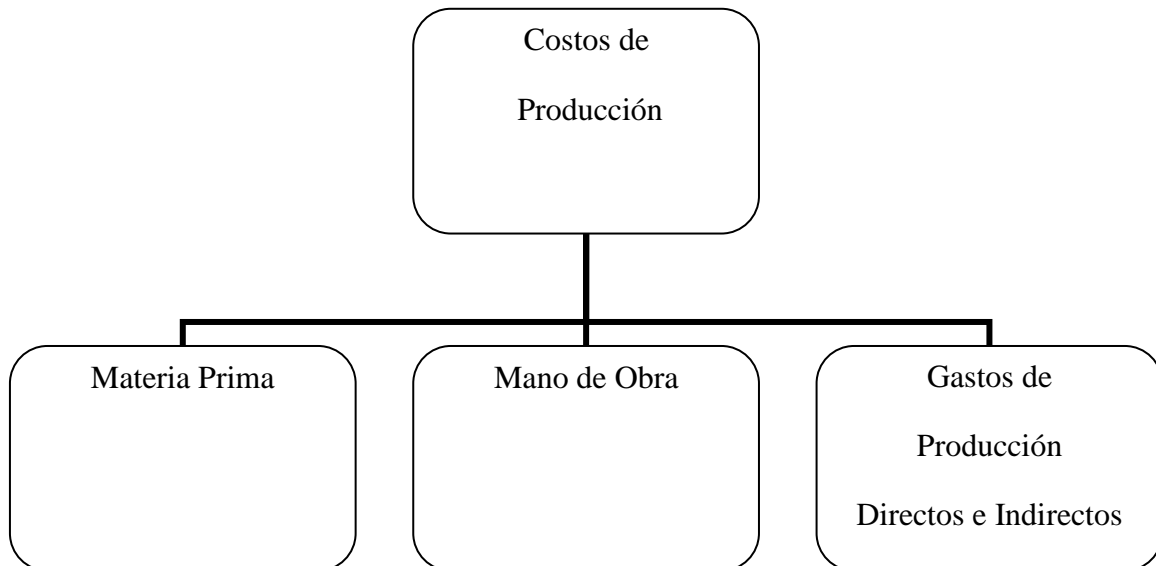 Costos de
Producción
Materia Prima
Mano de Obra
Gastos de
Producción
Directos e Indirectos